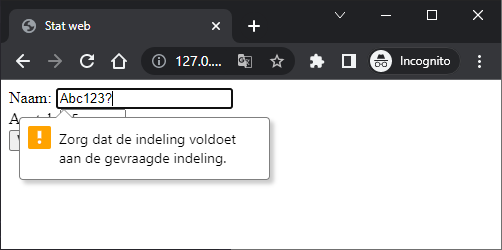 Stat web
127.0....
Incognito
Naam: Abc123?
Zorg dat de indeling voldoet
aan de gevraagde indeling.